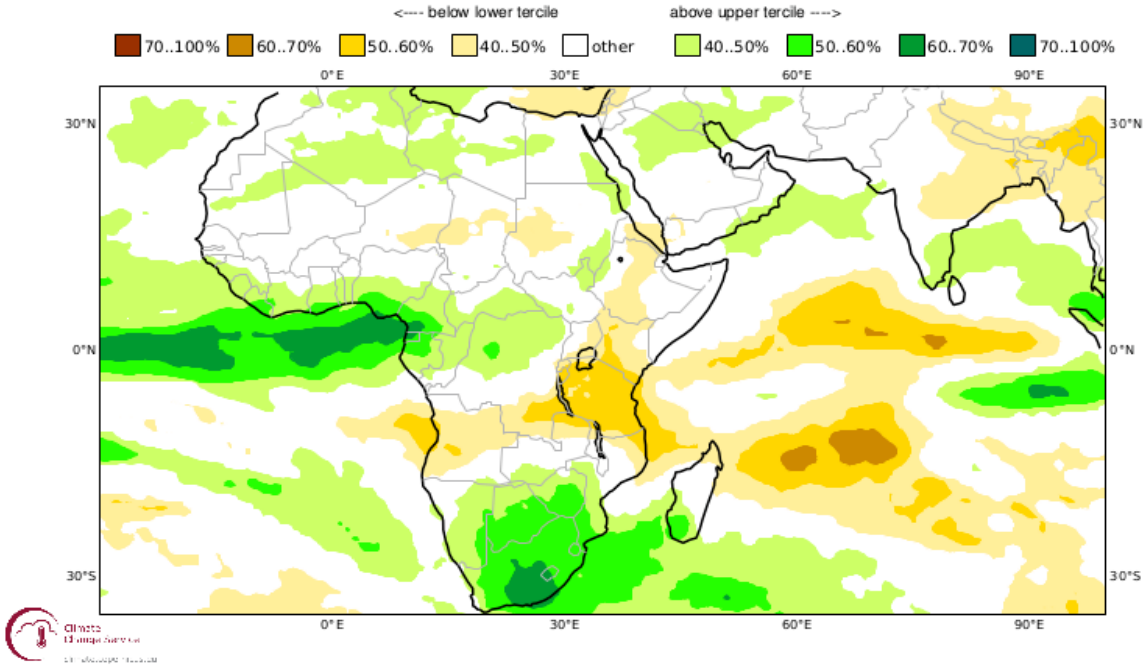 <---- below lower tercile above upper tercile ---->
70..100% 60..70% 50..60% 40..50% other 40..50% 50..60% 60..70% 70..100%
0°E 30°E 60°E 90°E
30°N 30°N
0°N 0°N
30°S 30°S
0°E 30°E 60°E 90°E
Climate
Change Service